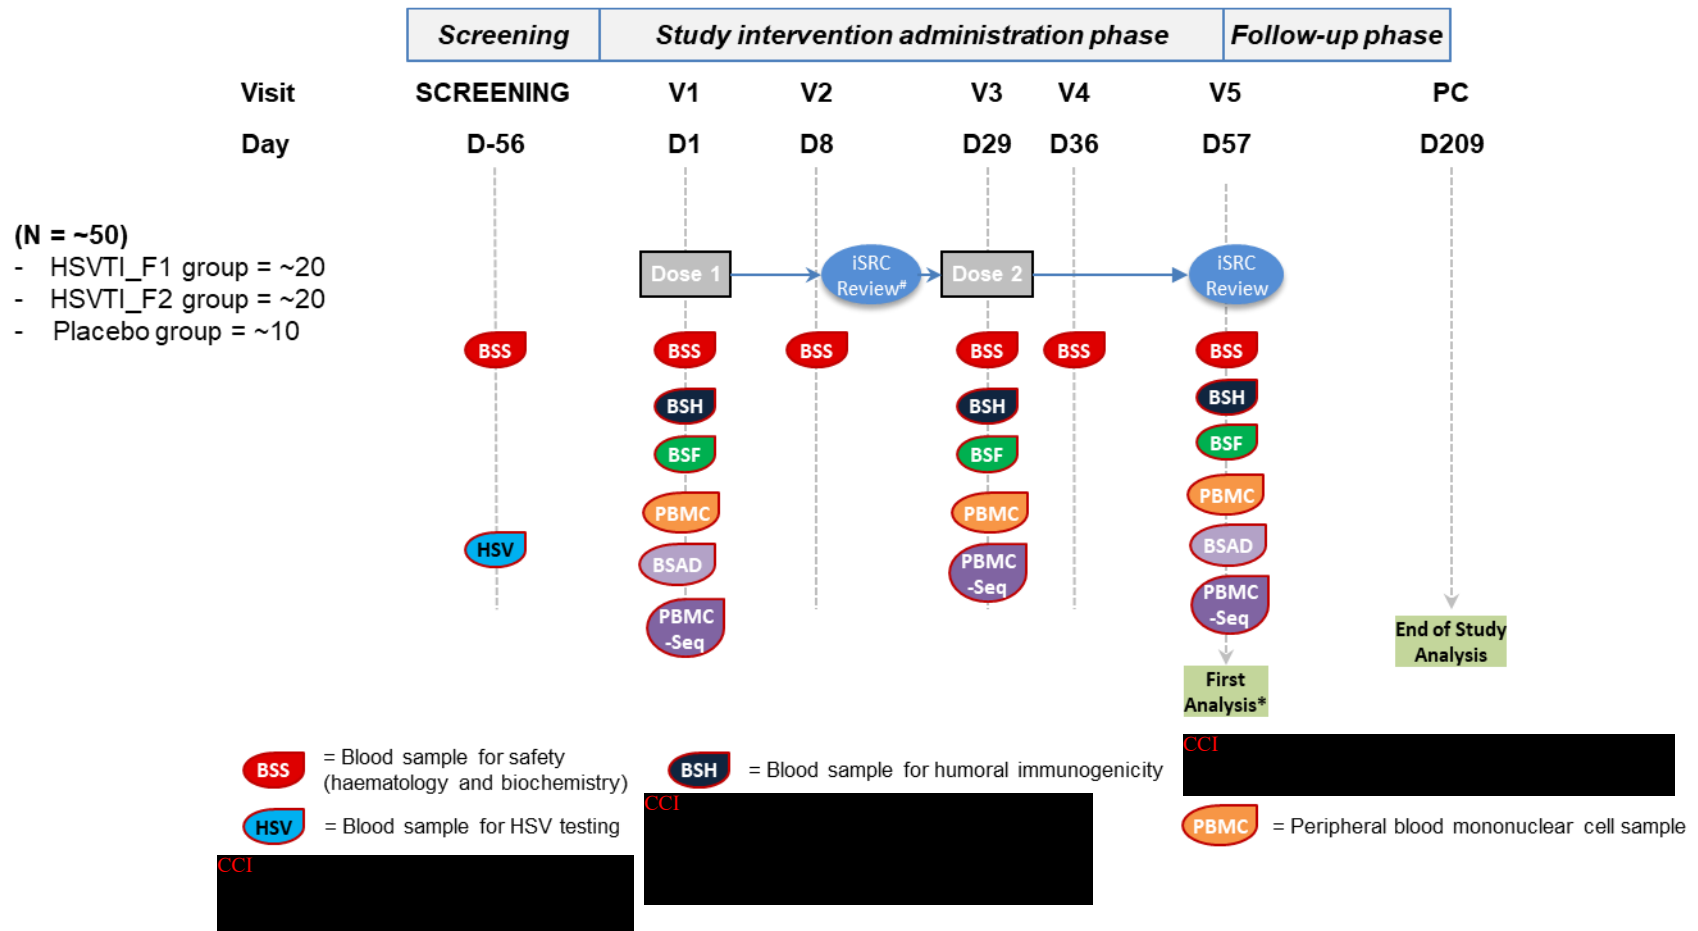 Screening Study intervention administration phase Follow-up phase
Visit SCREENING V1 V2 V3 V4 V5 PC
Day D-56 D1 D8 D29 D36 D57 D209
(N = ~50)
- HSVTI_F1 group = ~20
- HSVTI_F2 group = ~20
- Placebo group = ~10
Dose 1
iSRC
Review#
Dose 2
iSRC
Review
BSS BSS BSS BSS BSS BSS
BSH BSH BSH
BSF BSF BSF
PBMC PBMC PBMC
HSV BSAD BSAD
PBMC
-Seq
PBMC
-Seq
PBMC
-Seq
First
Analysis*
End of Study
Analysis
BSS = Blood sample for safety
(haematology and biochemistry)
HSV = Blood sample for HSV testing
CCI
BSH = Blood sample for humoral immunogenicity
CCI
CCI
PBMC = Peripheral blood mononuclear cell sample